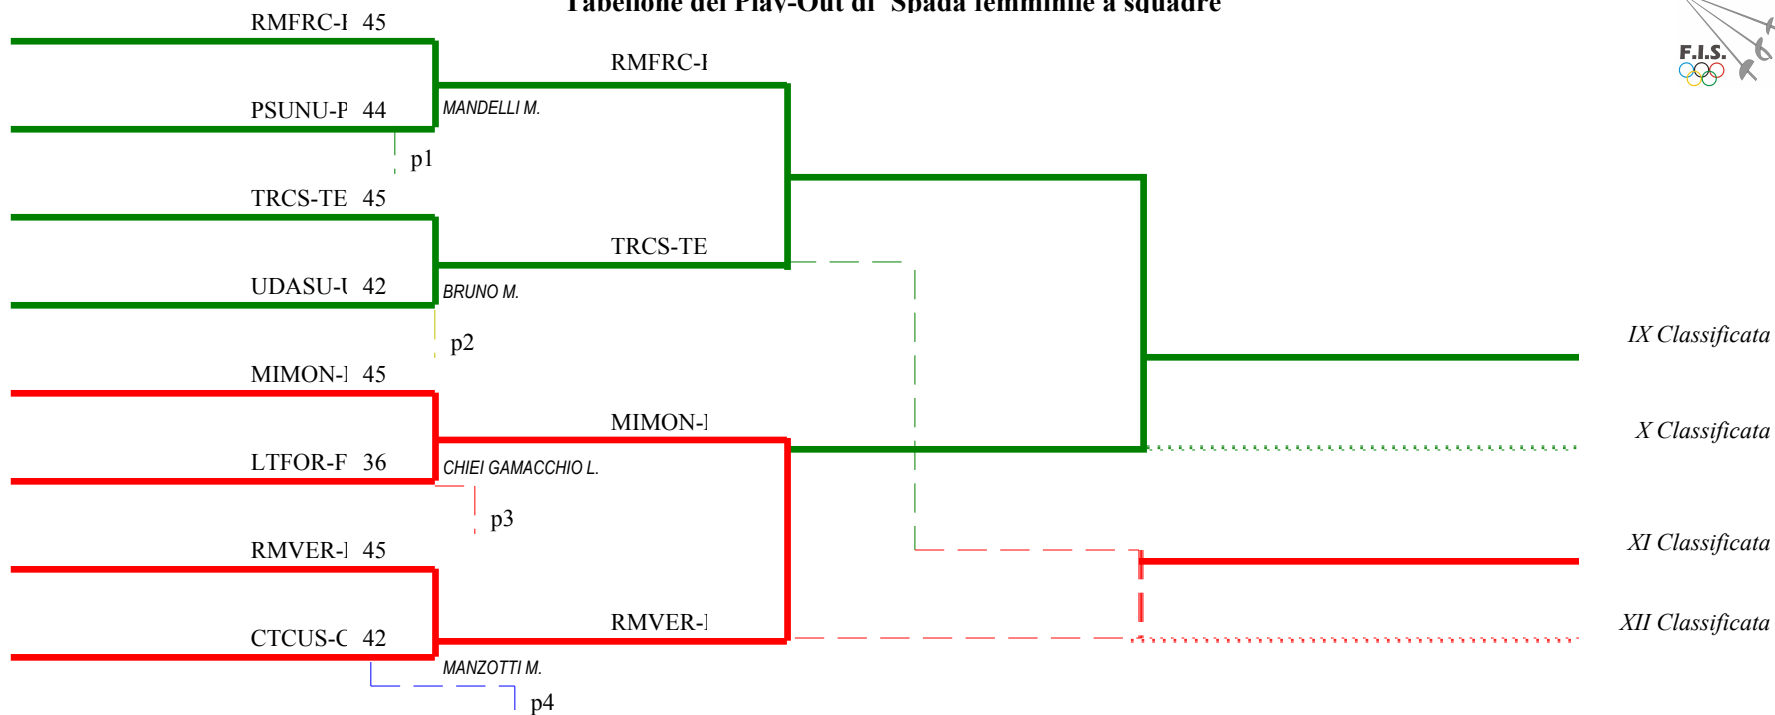 Tabellone del Play-Out di Spada femminile a squadre
F.I.S.
RMFRC-F 45
RMFRC-F
PSUNU-P 44
MANDELLI M.
p1
TRCS-TE 45
TRCS-TE
UDASU-U 42
BRUNO M.
p2
IX Classificata
MIMON- 45
MIMON-
X Classificata
LTFOR-F 36
CHIEI GAMACCHIO L.
p3
RMVER- 45
XI Classificata
RMVER-
XII Classificata
CTCUS-C 42
MANZOTTI M.
p4